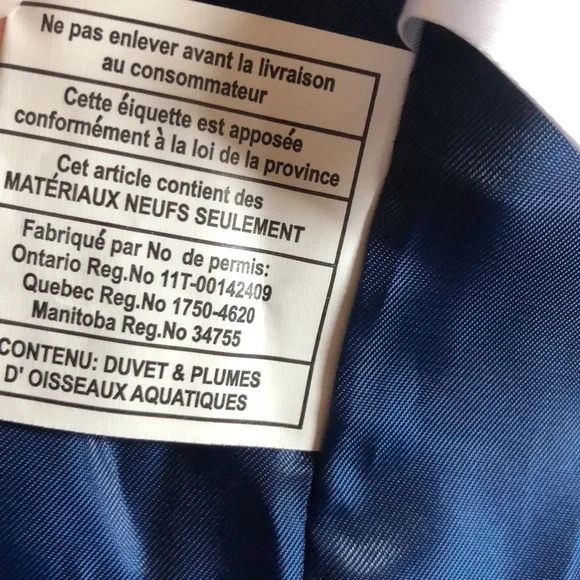 Ne pas enlever avant la livraison
au consommateur
Cette éiquette est apposée
conformément à la loi de la province
Cet article contient des
MATÉRIAUX NEUFS SEULEMENT
Fabriqué par No de permis:
Ontario Reg.No 11T-00142409
Quebec Reg.No 1750-4620
Manitoba Reg.No 34755
CONTENU: DUVET & PLUMES
D' OISSEAUX AQUATIQUES